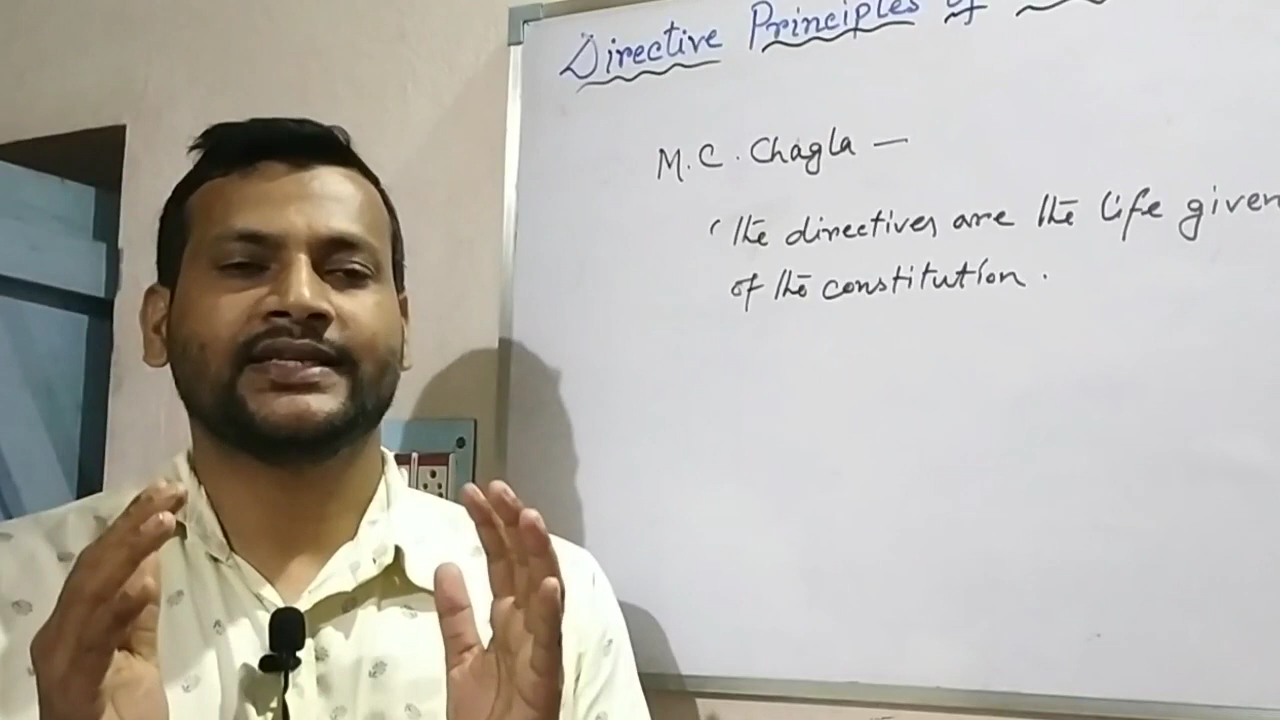 Directive Principles of
M.C. Chagla —
‘The directives are the life given
of the constitution.